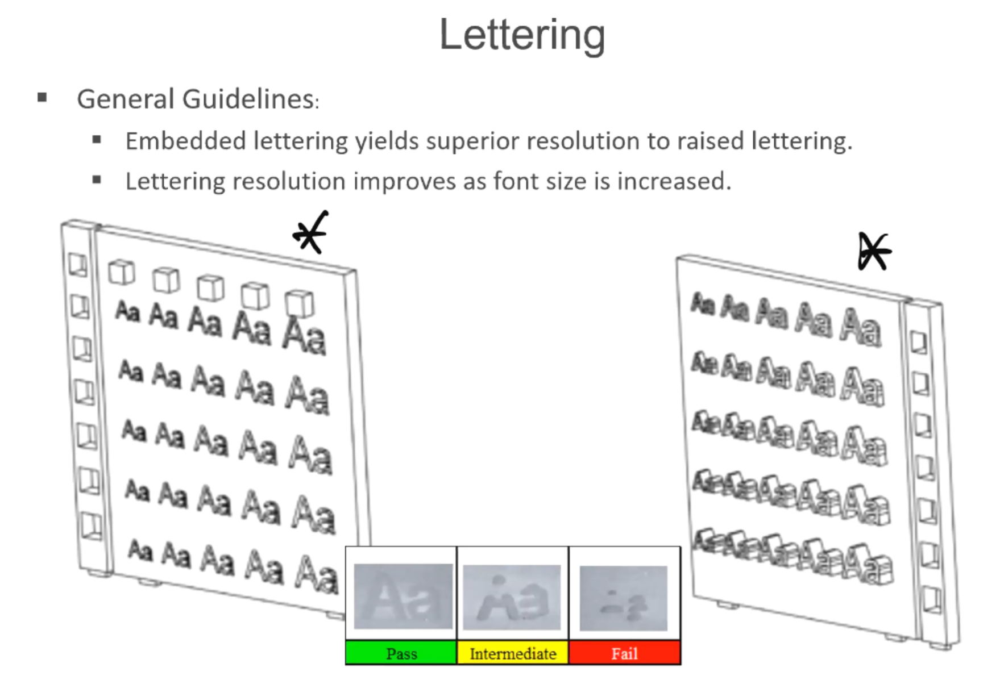 Lettering
▪ General Guidelines:
▪ Embedded lettering yields superior resolution to raised lettering.
▪ Lettering resolution improves as font size is increased.
Aa Aa Aa Aa Aa
Aa Aa Aa Aa Aa
Aa Aa Aa Aa Aa
Aa Aa Aa Aa Aa
Aa Aa Aa Aa Aa
Aa Aa Aa Aa Aa
Aa Aa Aa Aa Aa
Aa Aa Aa Aa Aa
Aa Aa Aa Aa Aa
Aa Aa Aa Aa Aa
Aa
Pass Intermediate Fail